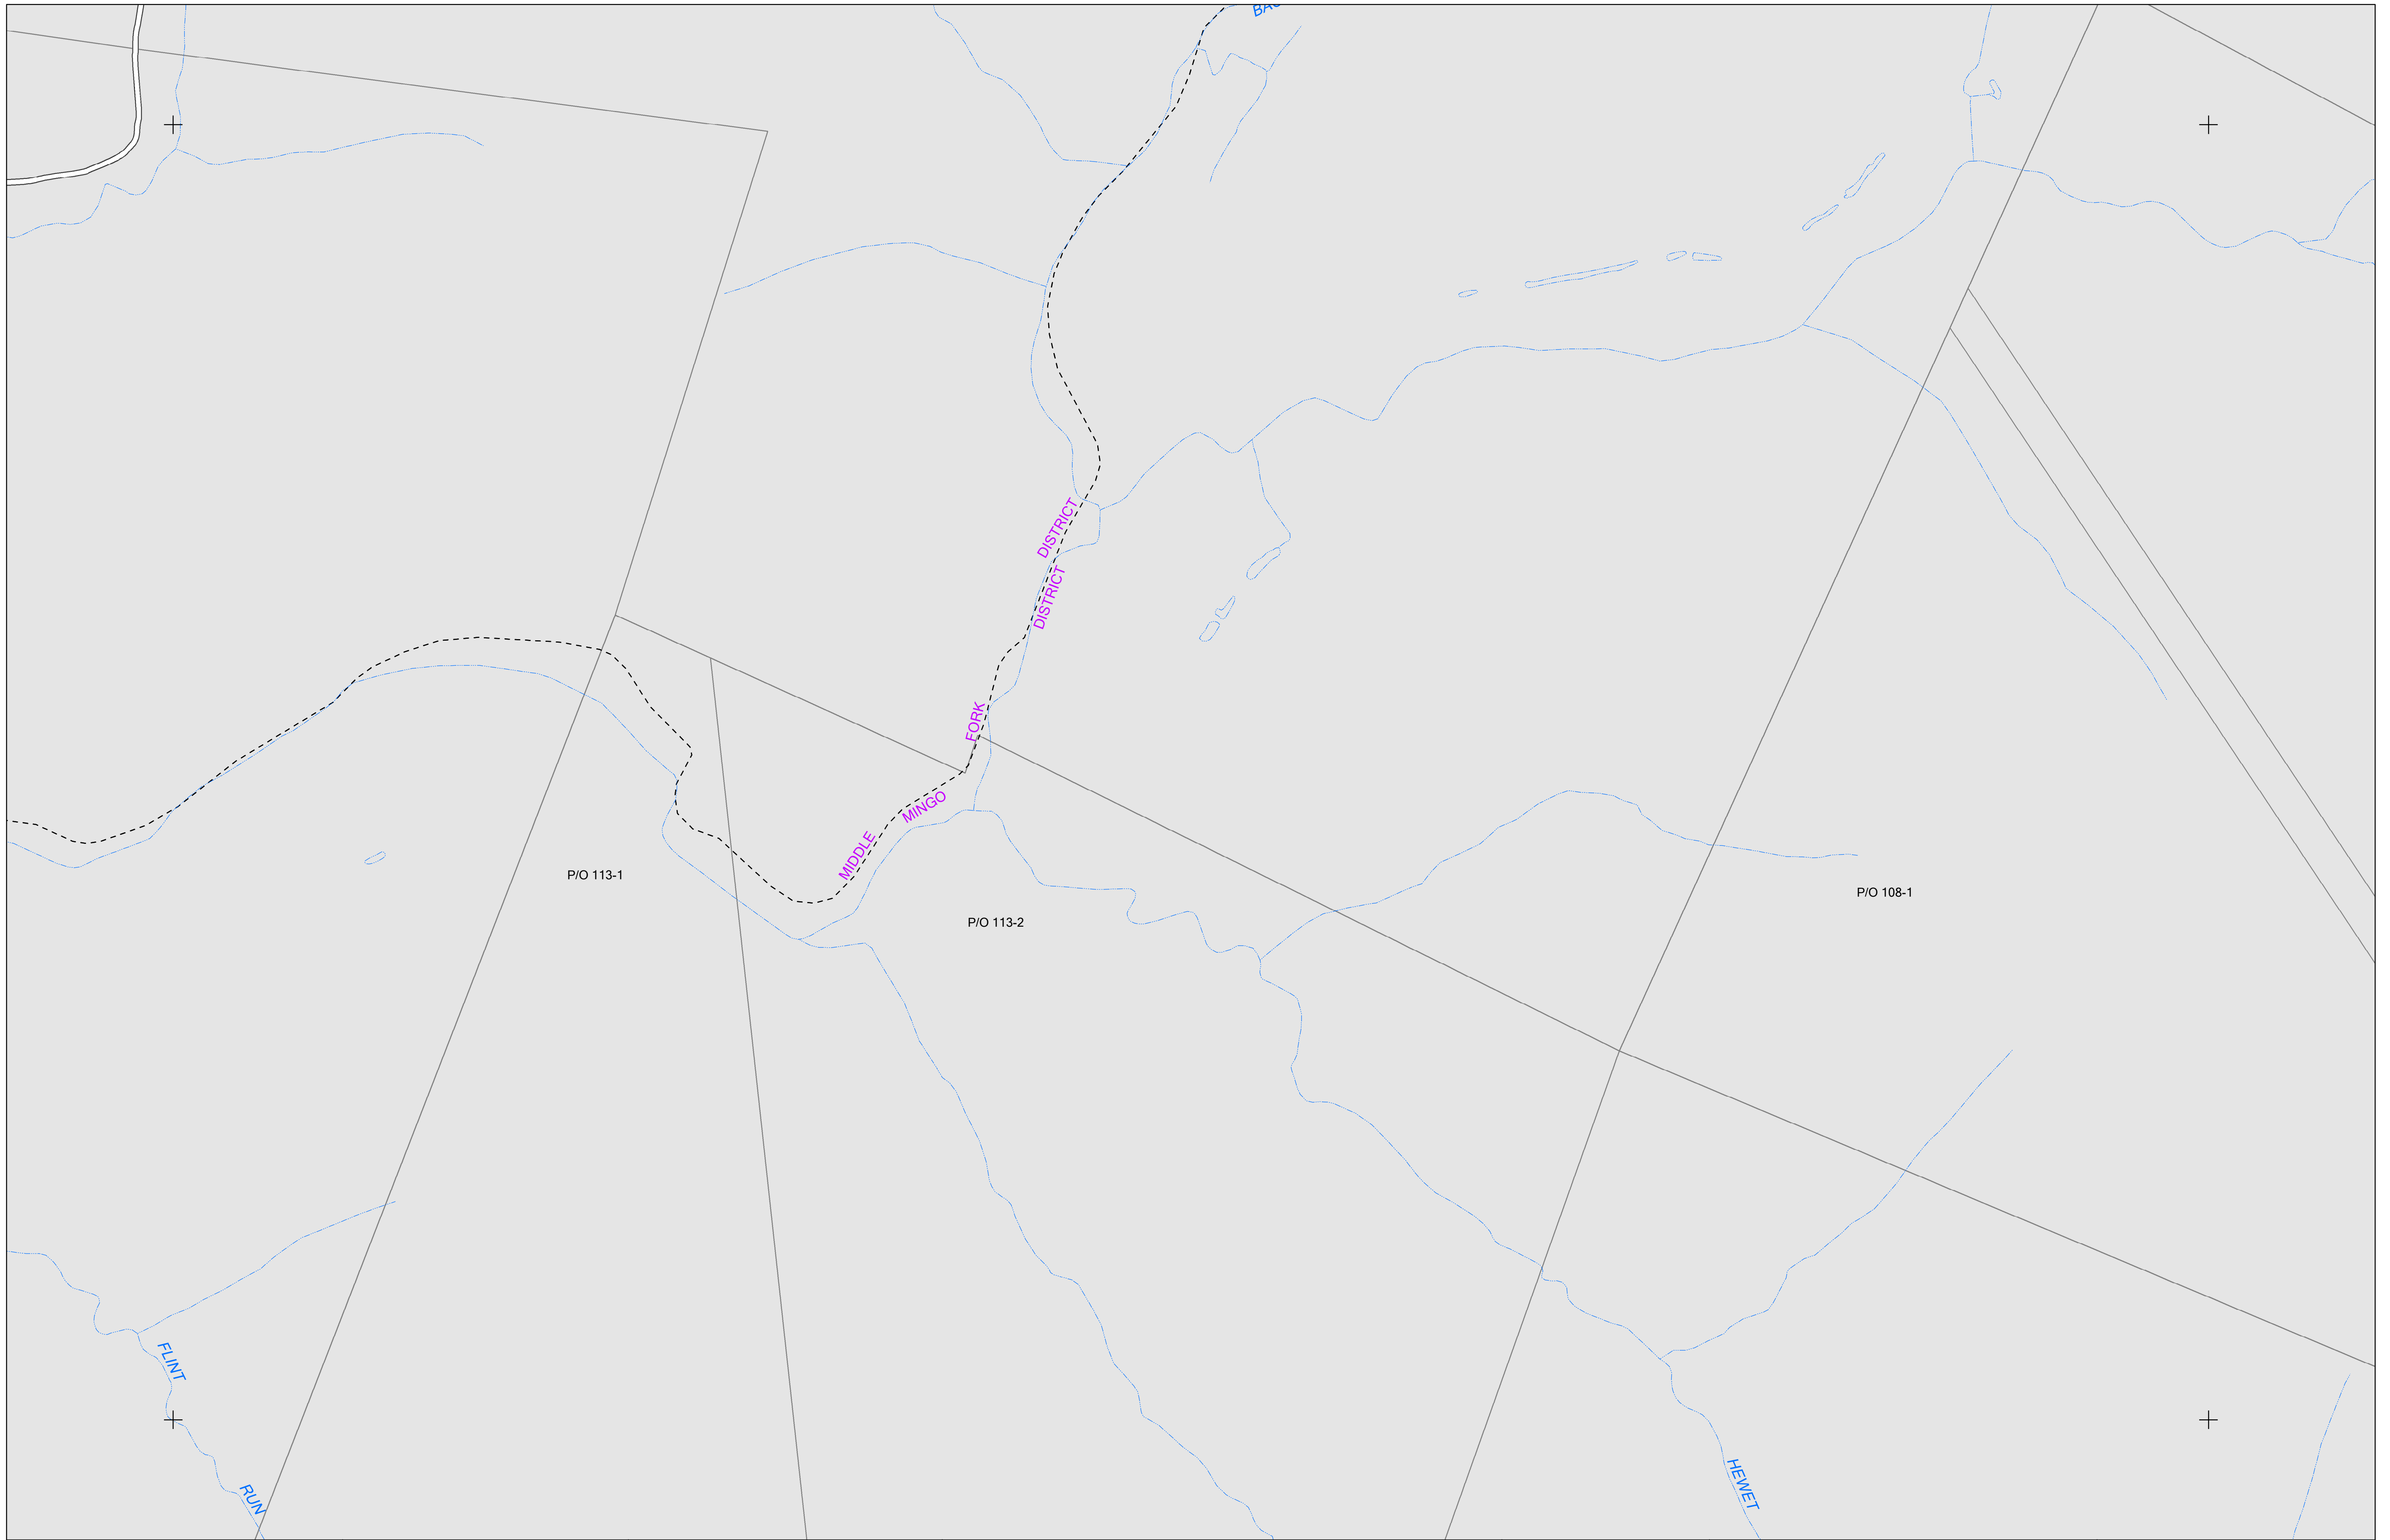 DISTRICT
DISTRICT
FORK
MINGO
MIDDLE
P/O 113-1
P/O 108-1
P/O 113-2
FLINT
RUN
HEWET